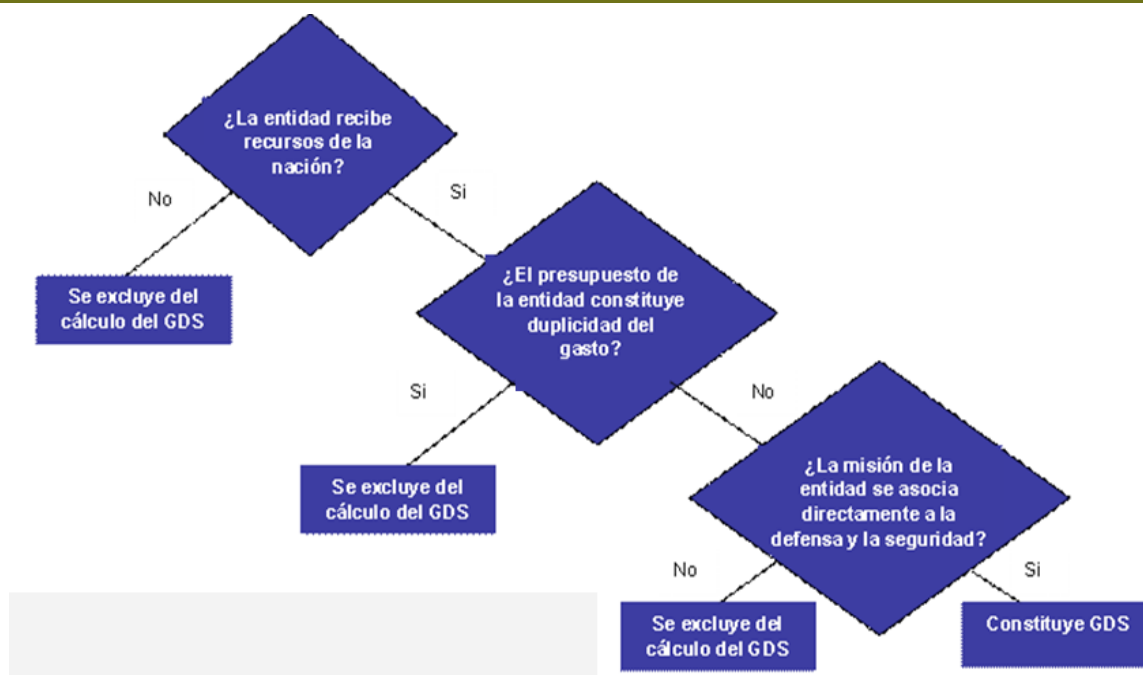 ¿La entidad recibe
recursos de la
nación?
No
Si
Se excluye del
cálculo del GDS
¿El presupuesto de
la entidad constituye
duplicidad del
gasto?
Si
No
Se excluye del
cálculo del GDS
¿La misión de la
entidad se asocia
directamente a la
defensa y la seguridad?
No
Si
Se excluye del
cálculo del GDS
Constituye GDS